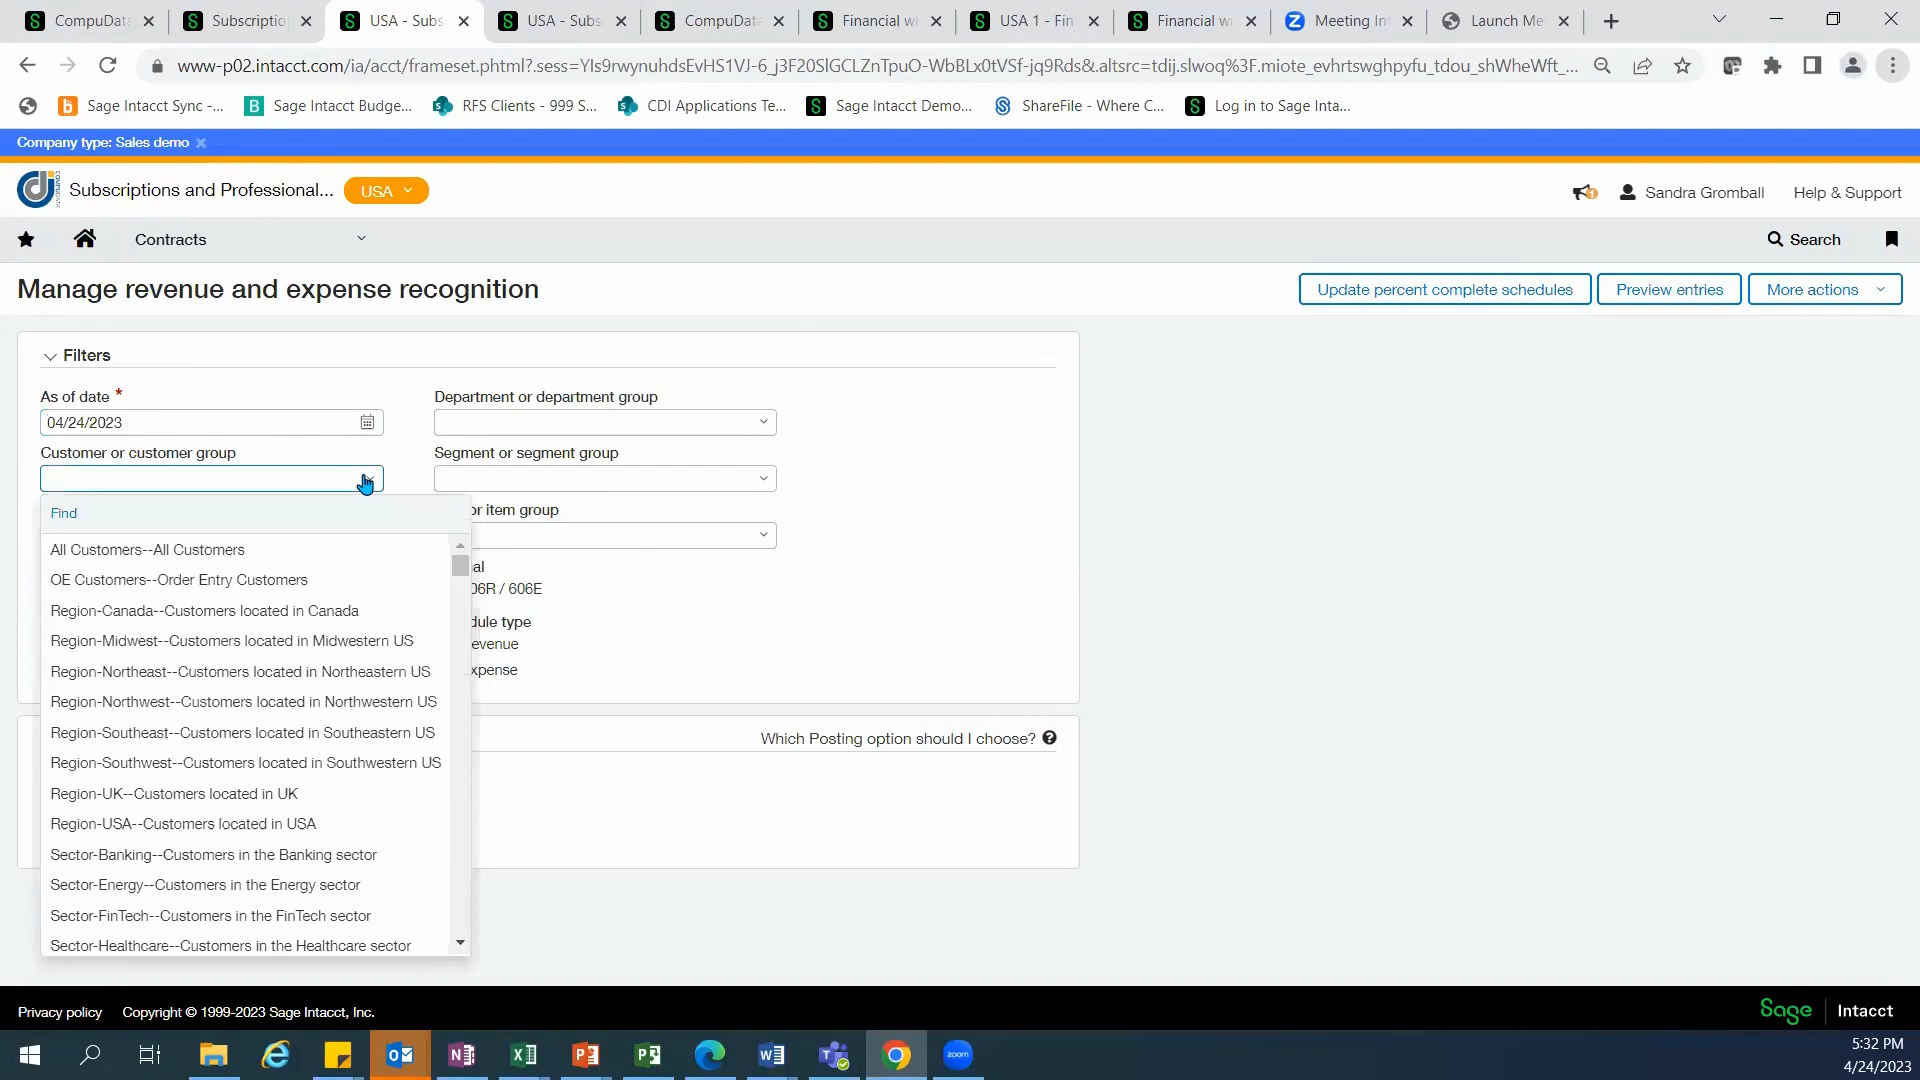 CompuData
Subscriptio
USA - Subs
USA - Subs
CompuData
Financial w
USA 1 - Fin
Financial w
Meeting In
Launch Me
www-p02.intacct.com/ia/acct/frameset.phtml?.sess=YIs9rwynuhdsEvHS1VJ-6_j3F20SlGCLZnTpuO-WbBLx0tVSf-jq9Rds&.altsrc=tdij.slwoq%3F.miote_evhrtswghpyfu_tdou_shWheWft_...
Sage Intacct Sync -...
Sage Intacct Budge...
RFS Clients - 999 S...
CDI Applications Te...
Sage Intacct Demo...
ShareFile - Where C...
Log in to Sage Inta...
Company type: Sales demo
Subscriptions and Professional...
USA
Sandra Gromball
Help & Support
Contracts
Search
Manage revenue and expense recognition
Update percent complete schedules
Preview entries
More actions
Filters
As of date *
04/24/2023
Department or department group
Customer or customer group
Segment or segment group
or item group
al
06R / 606E
dule type
evenue
xpense
Find
All Customers--All Customers
OE Customers--Order Entry Customers
Region-Canada--Customers located in Canada
Region-Midwest--Customers located in Midwestern US
Region-Northeast--Customers located in Northeastern US
Region-Northwest--Customers located in Northwestern US
Region-Southeast--Customers located in Southeastern US
Region-Southwest--Customers located in Southwestern US
Region-UK--Customers located in UK
Region-USA--Customers located in USA
Sector-Banking--Customers in the Banking sector
Sector-Energy--Customers in the Energy sector
Sector-FinTech--Customers in the FinTech sector
Sector-Healthcare--Customers in the Healthcare sector
Which Posting option should I choose?
Privacy policy
Copyright © 1999-2023 Sage Intacct, Inc.
Sage Intacct
zoom
5:32 PM
4/24/2023